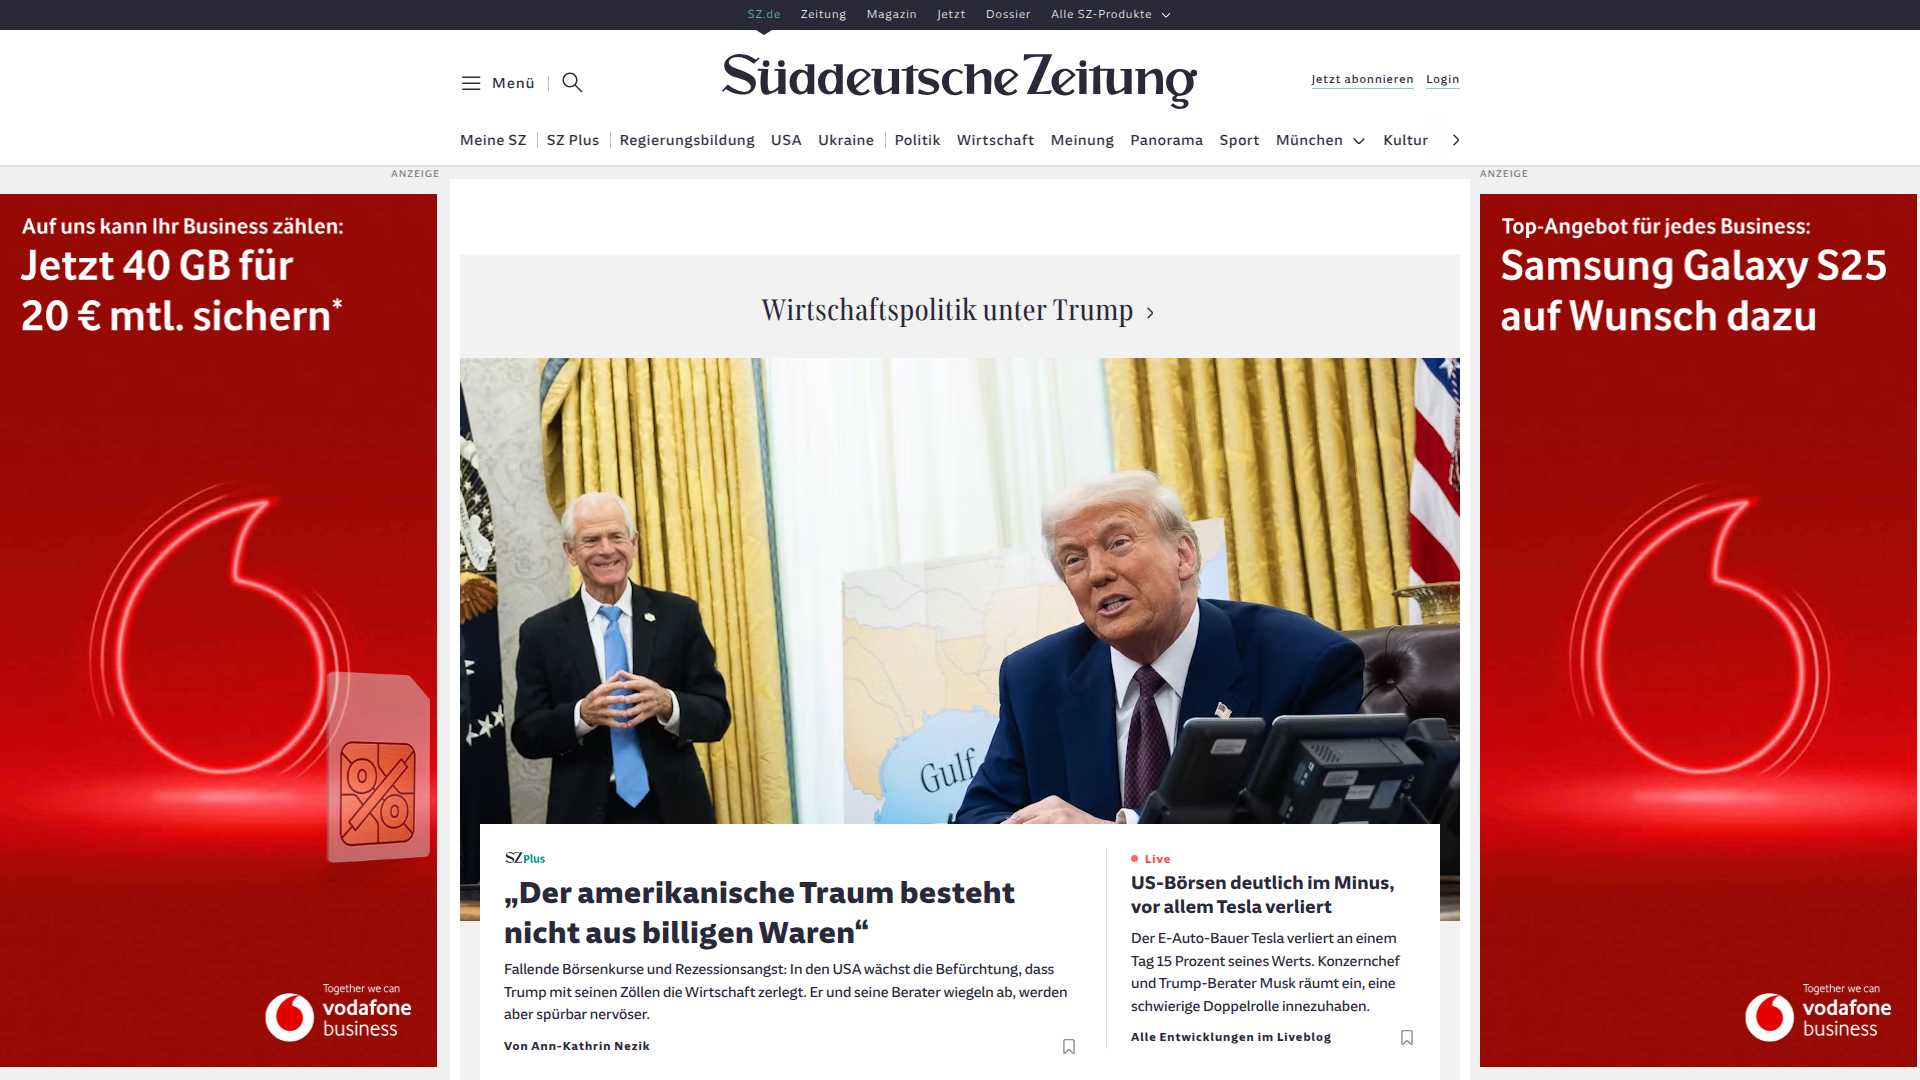 SZ.de Zeitung Magazin Jetzt Dossier Alle SZ-Produkte
Menü
Süddeutsche Zeitung
Jetzt abonnieren Login
Meine SZ SZ Plus Regierungsbildung USA Ukraine Politik Wirtschaft Meinung Panorama Sport München Kultur
ANZEIGE
Auf uns kann Ihr Business zählen:
Jetzt 40 GB für
20 € mtl. sichern*
Together we can
vodafone
business
Wirtschaftspolitik unter Trump
Gulf
SZ Plus
„Der amerikanische Traum besteht
nicht aus billigen Waren“
Fallende Börsenkurse und Rezessionsangst: In den USA wächst die Befürchtung, dass
Trump mit seinen Zöllen die Wirtschaft zerlegt. Er und seine Berater wiegeln ab, werden
aber spürbar nervöser.
Von Ann-Kathrin Nezik
Live
US-Börsen deutlich im Minus,
vor allem Tesla verliert
Der E-Auto-Bauer Tesla verliert an einem
Tag 15 Prozent seines Werts. Konzernchef
und Trump-Berater Musk räumt ein, eine
schwierige Doppelrolle innezuhaben.
Alle Entwicklungen im Liveblog
ANZEIGE
Top-Angebot für jedes Business:
Samsung Galaxy S25
auf Wunsch dazu
Together we can
vodafone
business